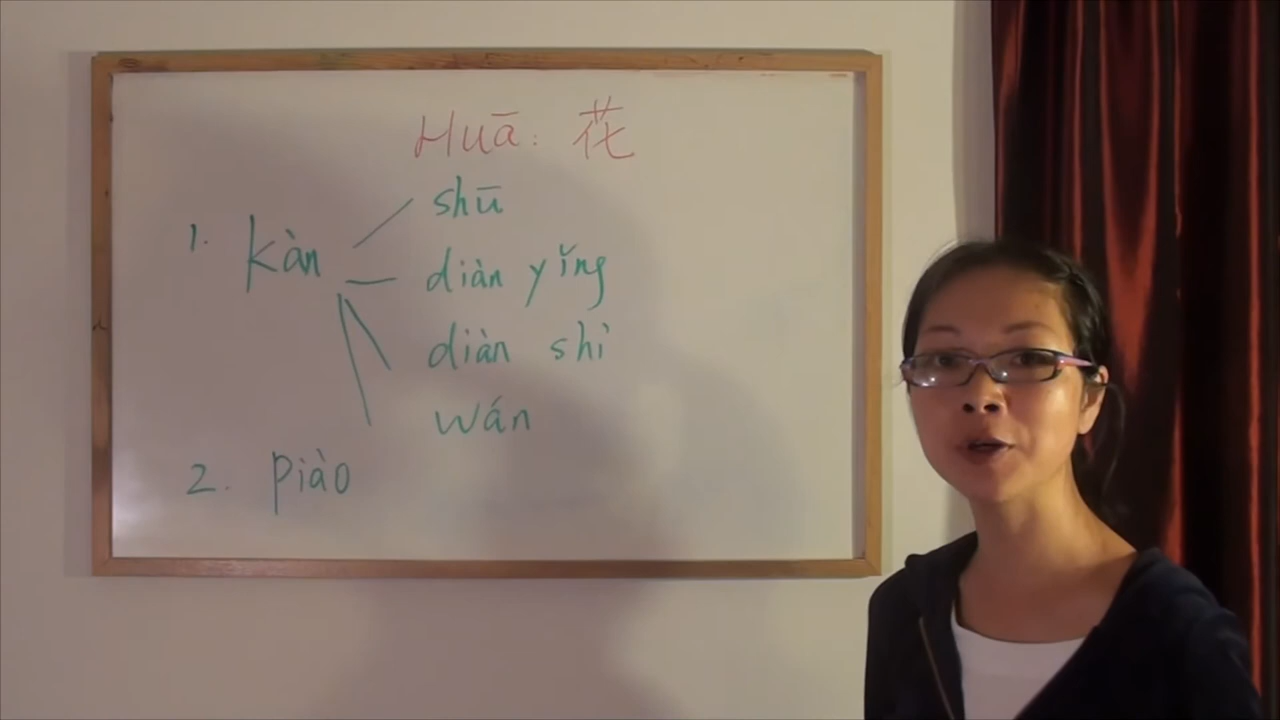 Huā: 花
shū
1. Kàn
diàn yǐng
diàn shì
wán
2. Piào